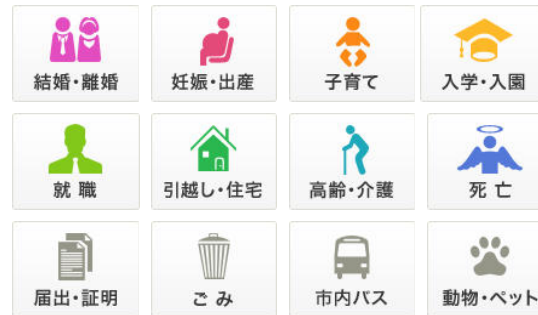 結婚・離婚
妊娠・出産
子育て
入学・入園
就職
引越し・住宅
高齢・介護
死亡
届出・証明
ごみ
市内バス
動物・ペット